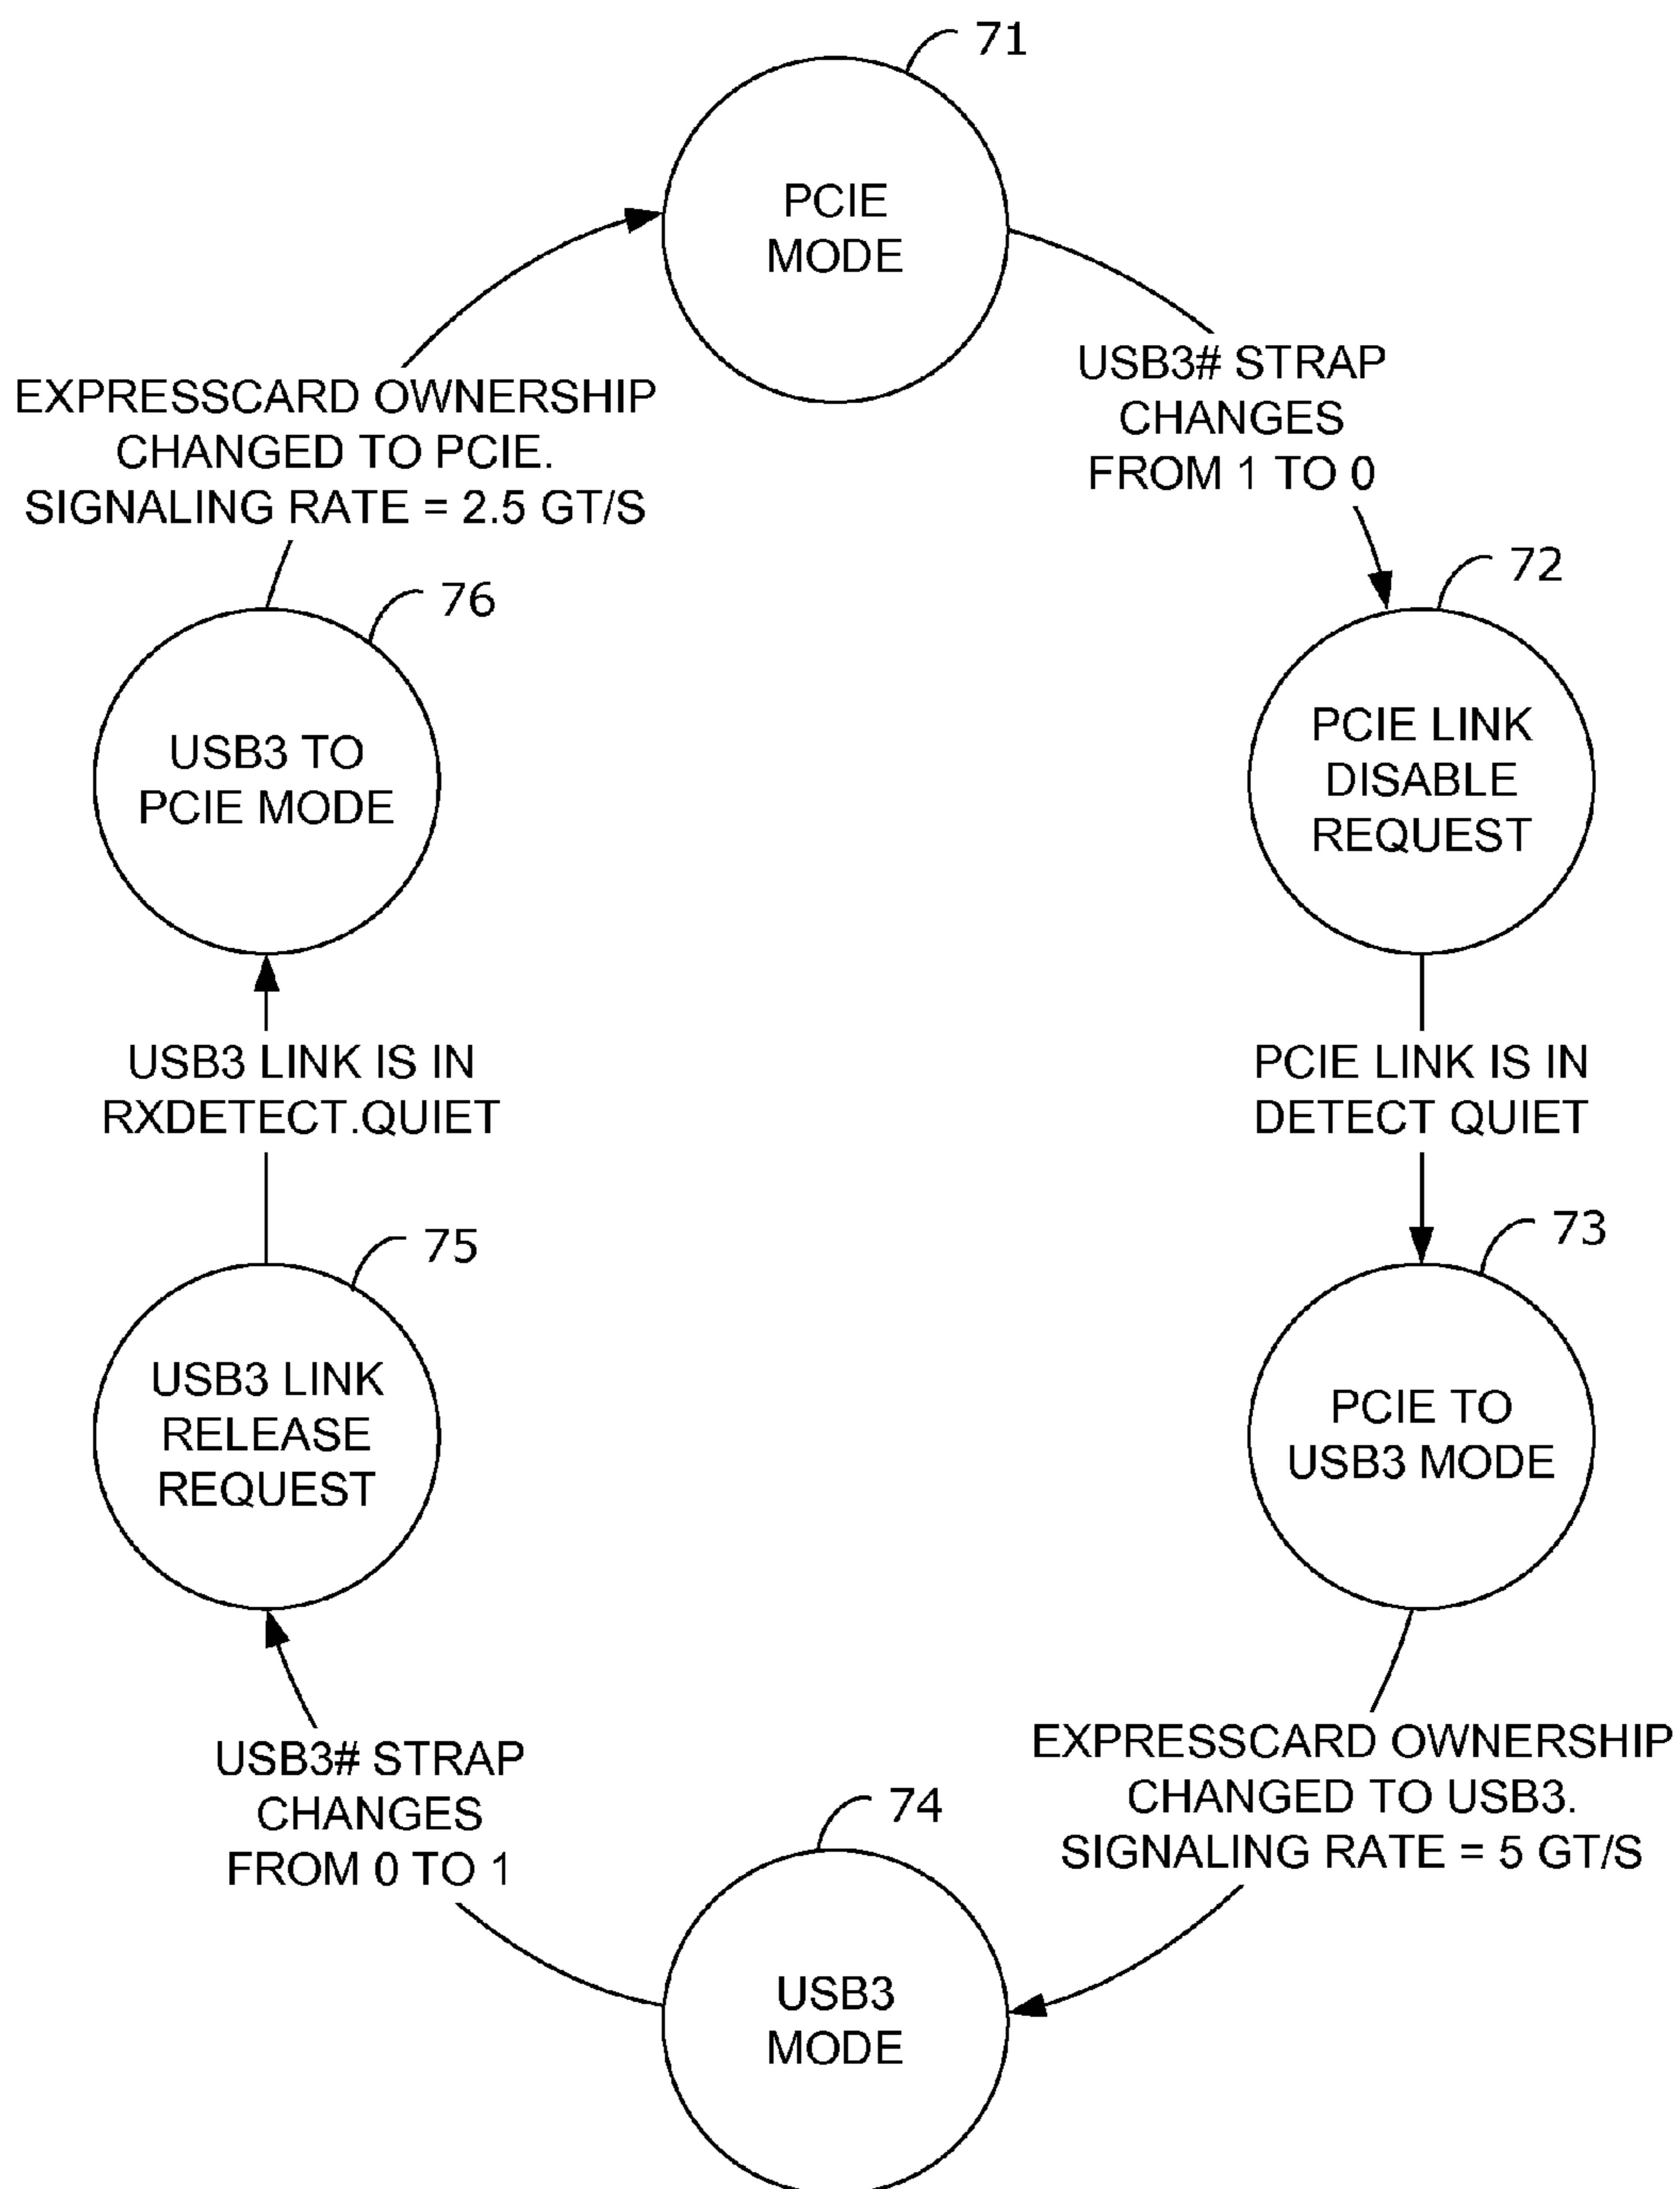 71
PCIE
MODE
USB3# STRAP
CHANGES
FROM 1 TO 0
EXPRESSCARD OWNERSHIP
CHANGED TO PCIE.
SIGNALING RATE = 2.5 GT/S
72
76
PCIE LINK
DISABLE
REQUEST
USB3 TO
PCIE MODE
USB3 LINK IS IN
RXDETECT.QUIET
PCIE LINK IS IN
DETECT QUIET
73
75
USB3 LINK
RELEASE
REQUEST
PCIE TO
USB3 MODE
EXPRESSCARD OWNERSHIP
CHANGED TO USB3.
SIGNALING RATE = 5 GT/S
USB3# STRAP
CHANGES
FROM 0 TO 1
74
USB3
MODE